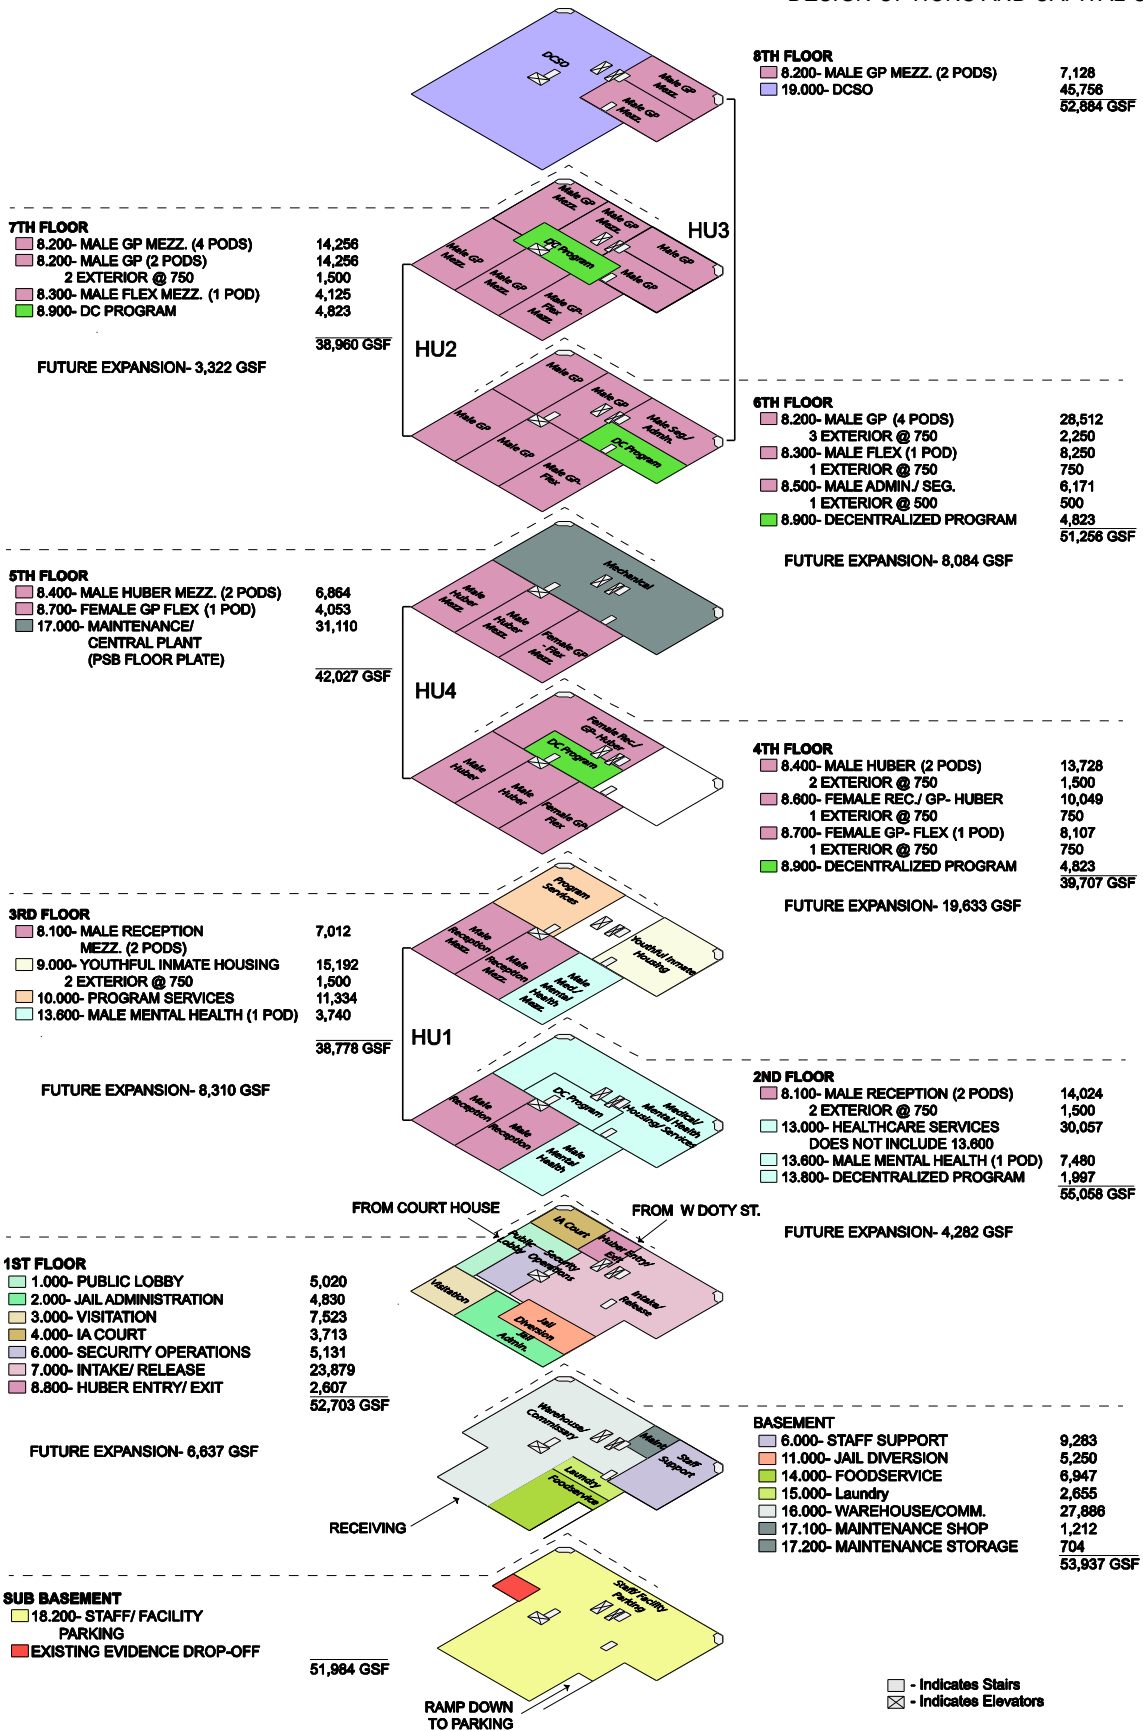 8TH FLOOR
8.200- MALE GP MEZZ. (2 PODS) 7,128
19.000- DCSO 45,756
52,884 GSF
DCSO
Male GP
Mezz.
Male GP
Mezz.
HU3
7TH FLOOR
8.200- MALE GP MEZZ. (4 PODS) 14,256
8.200- MALE GP (2 PODS) 14,256
2 EXTERIOR @ 750 1,500
8.300- MALE FLEX MEZZ. (1 POD) 4,125
8.900- DC PROGRAM 4,823
38,960 GSF
FUTURE EXPANSION- 3,322 GSF
Male GP
Mezz.
Male GP
Mezz.
Male GP
DC Program
Male GP
Mezz.
Male GP
Mezz.
Male GP
Male GP-
Flex
Mezz.
HU2
6TH FLOOR
8.200- MALE GP (4 PODS) 28,512
3 EXTERIOR @ 750 2,250
8.300- MALE FLEX (1 POD) 8,250
1 EXTERIOR @ 750 750
8.500- MALE ADMIN./ SEG. 6,171
1 EXTERIOR @ 500 500
8.900- DECENTRALIZED PROGRAM 4,823
51,256 GSF
FUTURE EXPANSION- 8,084 GSF
Male GP
Male GP
Male Seg./
Admin.
Male GP
DC Program
Male GP
Male GP-
Flex
5TH FLOOR
8.400- MALE HUBER MEZZ. (2 PODS) 6,864
8.700- FEMALE GP FLEX (1 POD) 4,053
17.000- MAINTENANCE/ 31,110
CENTRAL PLANT
(PSB FLOOR PLATE)
42,027 GSF
Mechanical
Male
Huber
Mezz.
Male
Huber
Mezz.
Female GP
- Flex
Mezz.
HU4
4TH FLOOR
8.400- MALE HUBER (2 PODS) 13,728
2 EXTERIOR @ 750 1,500
8.600- FEMALE REC./ GP- HUBER 10,049
1 EXTERIOR @ 750 750
8.700- FEMALE GP- FLEX (1 POD) 8,107
1 EXTERIOR @ 750 750
8.900- DECENTRALIZED PROGRAM 4,823
39,707 GSF
FUTURE EXPANSION- 19,633 GSF
Female Rec./
GP- Huber
DC Program
Male
Huber
Male
Huber
Female GP-
Flex
3RD FLOOR
8.100- MALE RECEPTION 7,012
MEZZ. (2 PODS)
9.000- YOUTHFUL INMATE HOUSING 15,192
2 EXTERIOR @ 750 1,500
10.000- PROGRAM SERVICES 11,334
13.600- MALE MENTAL HEALTH (1 POD) 3,740
38,778 GSF
FUTURE EXPANSION- 8,310 GSF
Program
Services
Male
Reception
Mezz.
Male
Reception
Mezz.
Youthful Inmate
Housing
Male
Med./
Mental
Health
Mezz.
HU1
2ND FLOOR
8.100- MALE RECEPTION (2 PODS) 14,024
2 EXTERIOR @ 750 1,500
13.000- HEALTHCARE SERVICES 30,057
DOES NOT INCLUDE 13.600
13.600- MALE MENTAL HEALTH (1 POD) 7,480
13.800- DECENTRALIZED PROGRAM 1,997
55,058 GSF
FUTURE EXPANSION- 4,282 GSF
DC Program
Medical/
Mental Health
Housing/ Services
Male
Reception
Male
Reception
Male
Mental
Health
FROM COURT HOUSE
FROM W DOTY ST.
1ST FLOOR
1.000- PUBLIC LOBBY 5,020
2.000- JAIL ADMINISTRATION 4,830
3.000- VISITATION 7,523
4.000- IA COURT 3,713
6.000- SECURITY OPERATIONS 5,131
7.000- INTAKE/ RELEASE 23,879
8.800- HUBER ENTRY/ EXIT 2,607
52,703 GSF
FUTURE EXPANSION- 6,637 GSF
IA Court
Public
Lobby
Security
Operations
Huber Entry/
Exit
Visitation
Intake/
Release
Jail
Diversion
Jail
Admin.
BASEMENT
6.000- STAFF SUPPORT 9,283
11.000- JAIL DIVERSION 5,250
14.000- FOODSERVICE 6,947
15.000- Laundry 2,655
16.000- WAREHOUSE/COMM. 27,886
17.100- MAINTENANCE SHOP 1,212
17.200- MAINTENANCE STORAGE 704
53,937 GSF
Warehouse/
Commissary
Maint.
Staff
Support
Laundry
Foodservice
RECEIVING
SUB BASEMENT
18.200- STAFF/ FACILITY
PARKING
EXISTING EVIDENCE DROP-OFF
51,984 GSF
Staff/ Facility
Parking
RAMP DOWN
TO PARKING
- Indicates Stairs
- Indicates Elevators